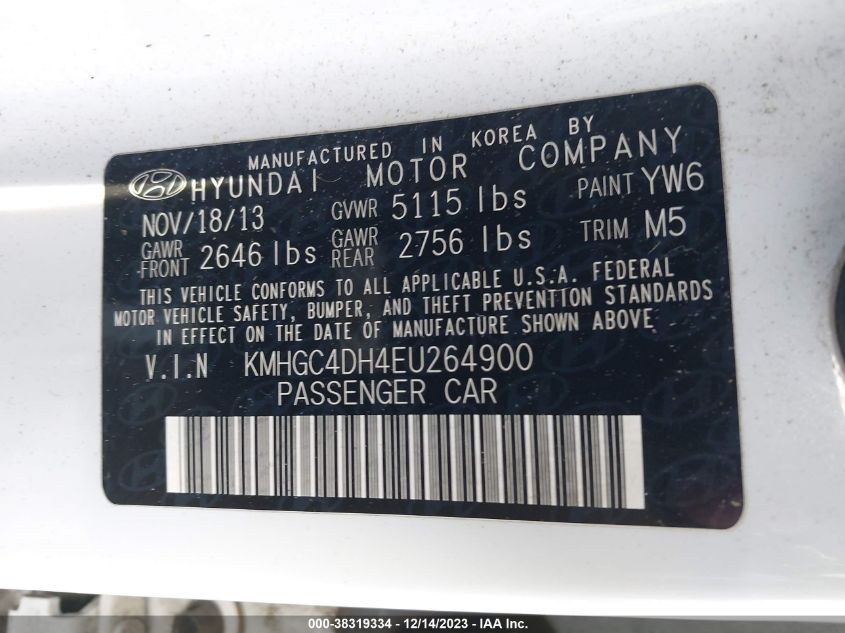 MANUFACTURED IN KOREA BY
HYUNDAI MOTOR COMPANY
NOV/18/13 GVWR 5115 lbs PAINT YW6
GAWR FRONT 2646 lbs GAWR REAR 2756 lbs TRIM M5
THIS VEHICLE CONFORMS TO ALL APPLICABLE U.S.A. FEDERAL
MOTOR VEHICLE SAFETY, BUMPER, AND THEFT PREVENTION STANDARDS
IN EFFECT ON THE DATE OF MANUFACTURE SHOWN ABOVE
V.I.N KMHGC4DH4EU264900
PASSENGER CAR
000-38319334 - 12/14/2023 - IAA Inc.